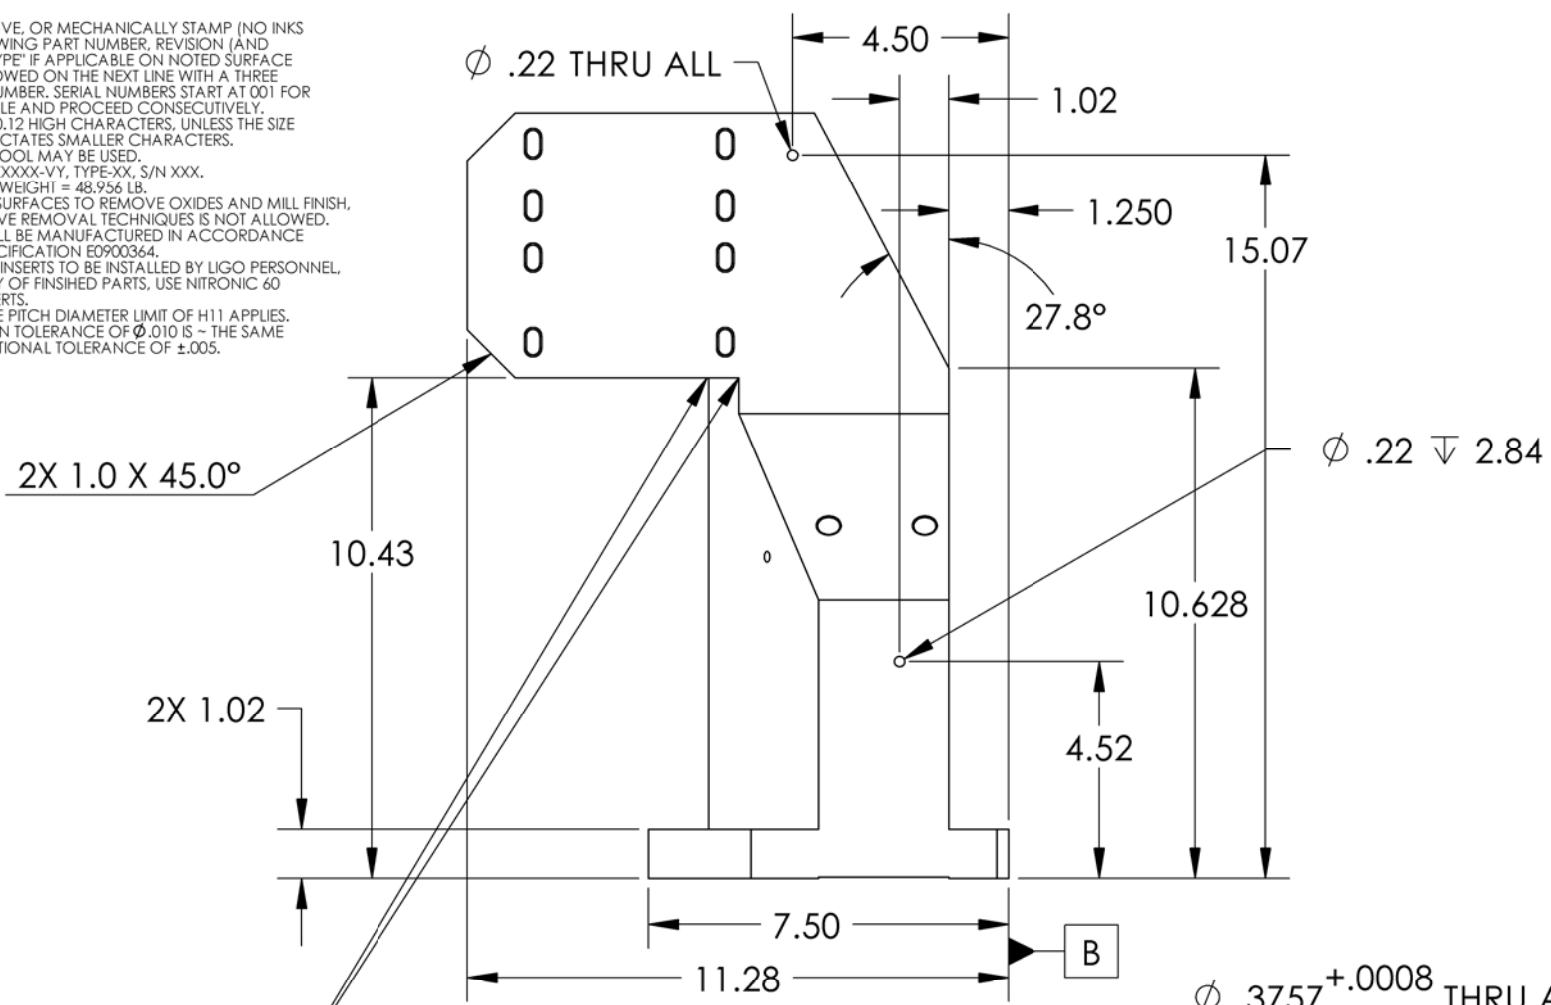 VE, OR MECHANICALLY STAMP (NO INKS
WING PART NUMBER, REVISION (AND
YPE" IF APPLICABLE ON NOTED SURFACE
OWED ON THE NEXT LINE WITH A THREE
UMBER. SERIAL NUMBERS START AT 001 FOR
LE AND PROCEED CONSECUTIVELY.
0.12 HIGH CHARACTERS, UNLESS THE SIZE
CTATES SMALLER CHARACTERS.
OOL MAY BE USED.
XXXX-VY, TYPE-XX, S/N XXX.
WEIGHT = 48.956 LB.
SURFACES TO REMOVE OXIDES AND MILL FINISH,
VE REMOVAL TECHNIQUES IS NOT ALLOWED.
LL BE MANUFACTURED IN ACCORDANCE
CIFICATION E0900364.
INSERTS TO BE INSTALLED BY LIGO PERSONNEL,
Y OF FINSIHED PARTS, USE NITRONIC 60
ERTS.
E PITCH DIAMETER LIMIT OF H11 APPLIES.
N TOLERANCE OF ∅.010 IS ~ THE SAME
TIONAL TOLERANCE OF ±.005.
4.50
∅ .22 THRU ALL
1.02
1.250
15.07
27.8°
2X 1.0 X 45.0°
∅ .22 ↧ 2.84
10.43
10.628
2X 1.02
4.52
7.50
B
11.28
∅ .3757 +.0008 THRU A